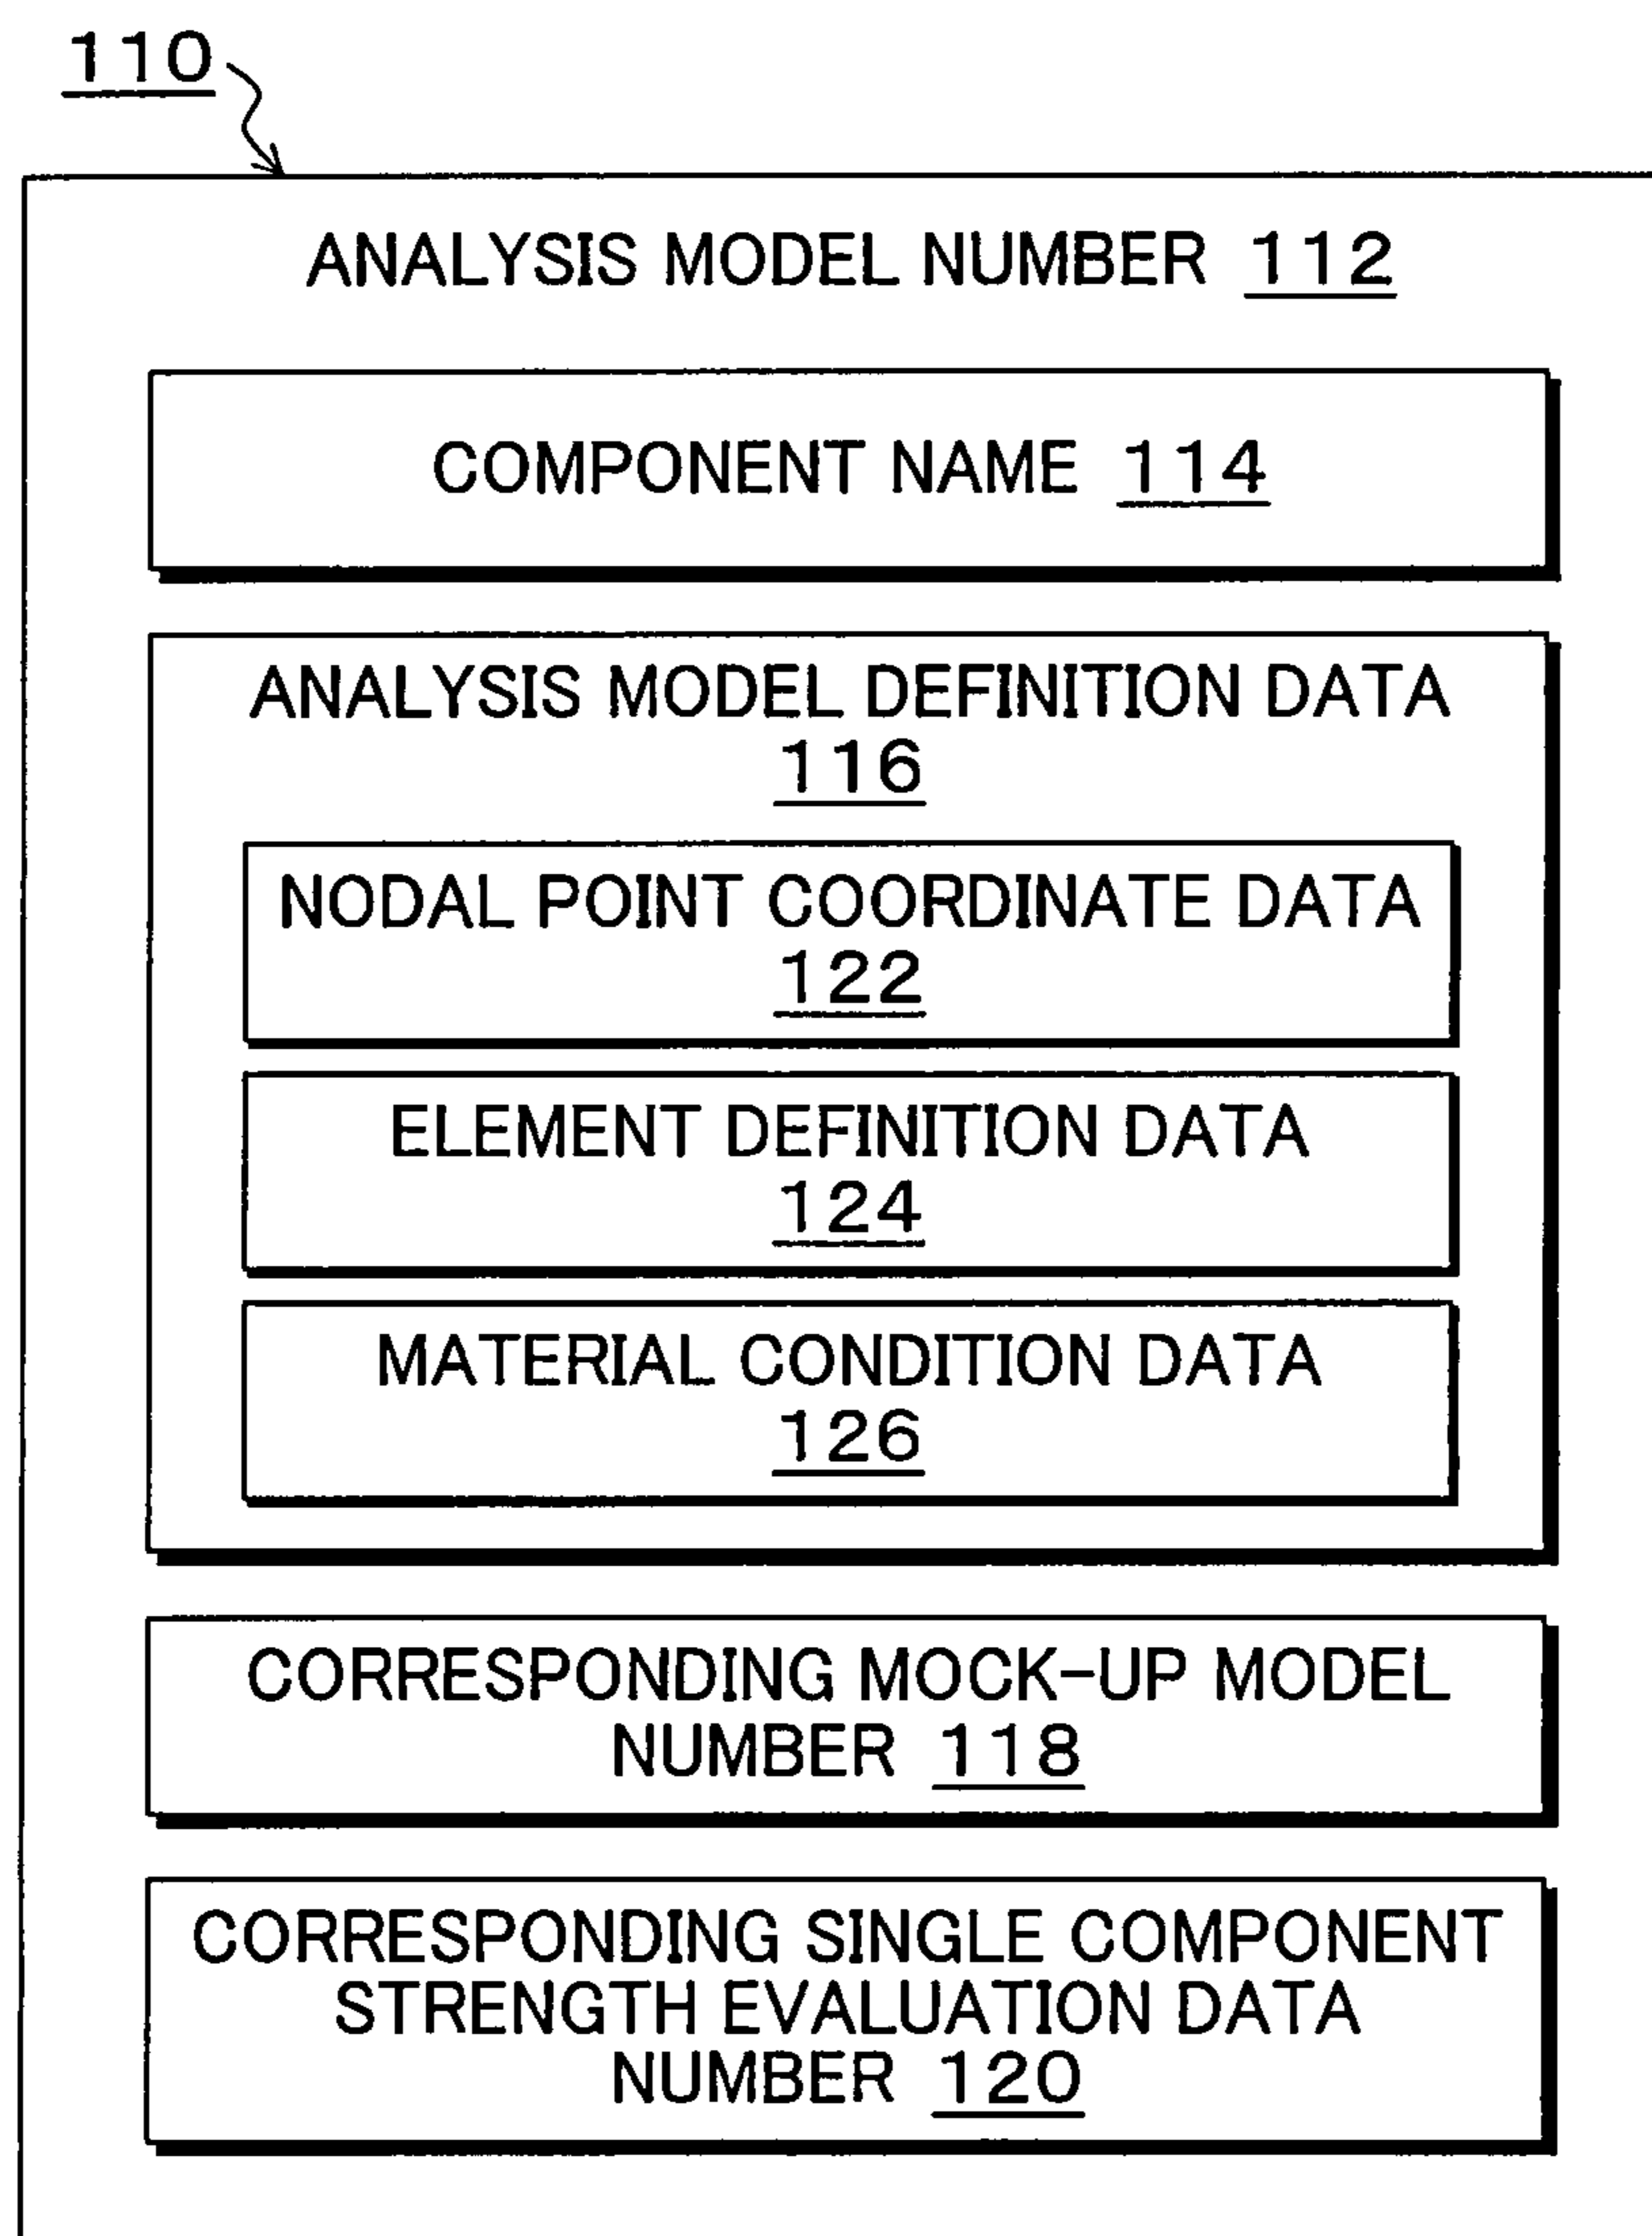 110
ANALYSIS MODEL NUMBER 112
COMPONENT NAME 114
ANALYSIS MODEL DEFINITION DATA
116
NODAL POINT COORDINATE DATA
122
ELEMENT DEFINITION DATA
124
MATERIAL CONDITION DATA
126
CORRESPONDING MOCK-UP MODEL
NUMBER 118
CORRESPONDING SINGLE COMPONENT
STRENGTH EVALUATION DATA
NUMBER 120